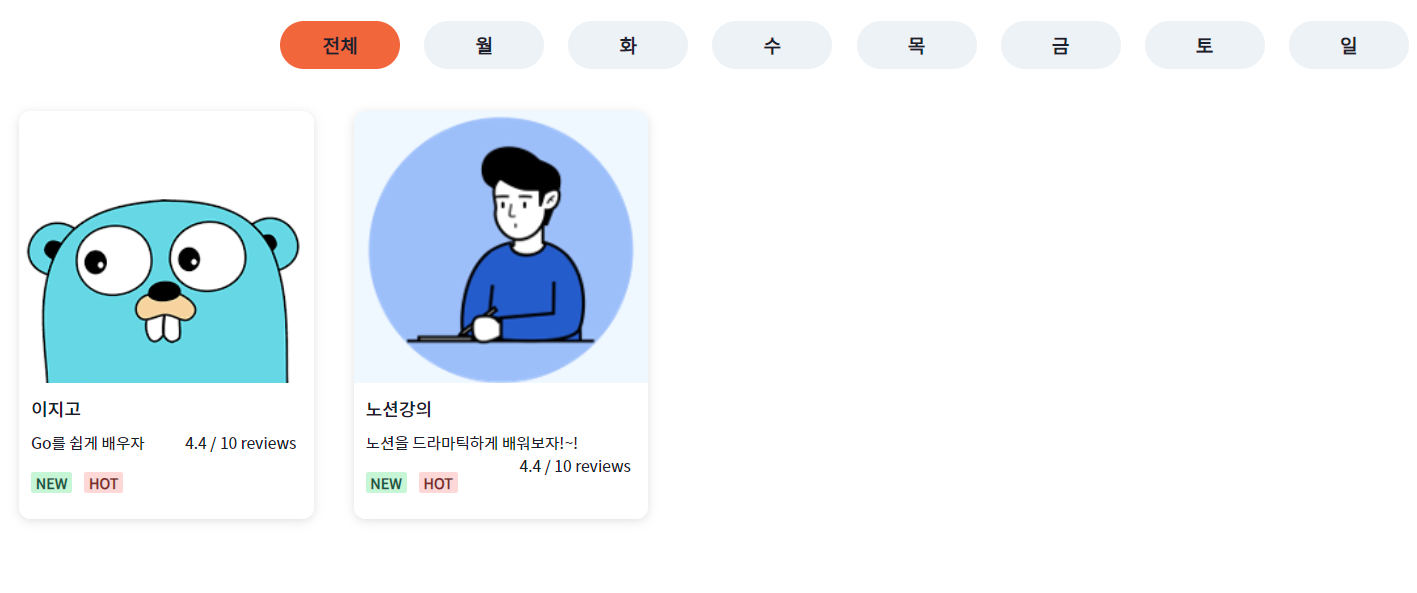 전체 월 화 수 목 금 토 일
이지고
Go를 쉽게 배우자 4.4 / 10 reviews
NEW HOT
노션강의
노션을 드라마틱하게 배워보자!~!
4.4 / 10 reviews
NEW HOT